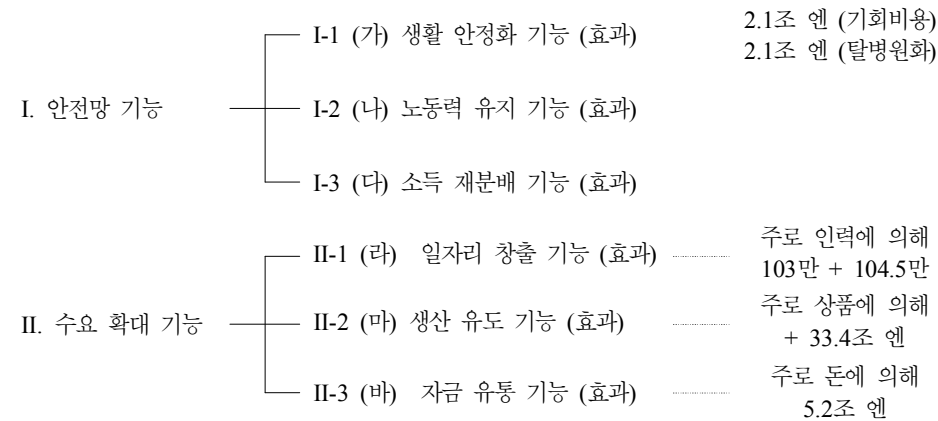 I-1 (가) 생활 안정화 기능 (효과)
2.1조 엔 (기회비용)
2.1조 엔 (탈병원화)
I. 안전망 기능
I-2 (나) 노동력 유지 기능 (효과)
I-3 (다) 소득 재분배 기능 (효과)
II-1 (라) 일자리 창출 기능 (효과)
주로 인력에 의해
103만 + 104.5만
II. 수요 확대 기능
II-2 (마) 생산 유도 기능 (효과)
주로 상품에 의해
+ 33.4조 엔
II-3 (바) 자금 유통 기능 (효과)
주로 돈에 의해
5.2조 엔